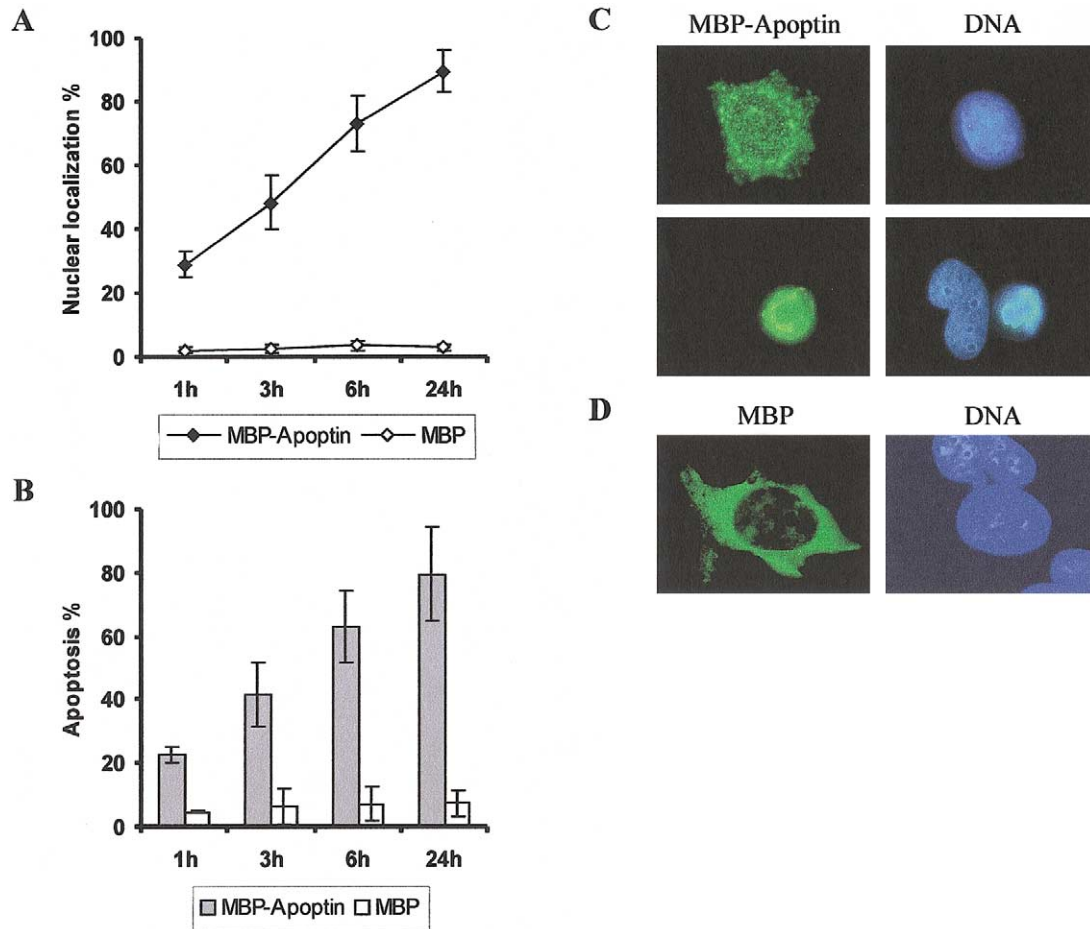 A
100
80
60
40
20
0
Nuclear localization %
1h 3h 6h 24h
MBP-Apoptin MBP
B
100
80
60
40
20
0
Apoptosis %
1h 3h 6h 24h
MBP-Apoptin MBP
C
MBP-Apoptin DNA
D
MBP DNA